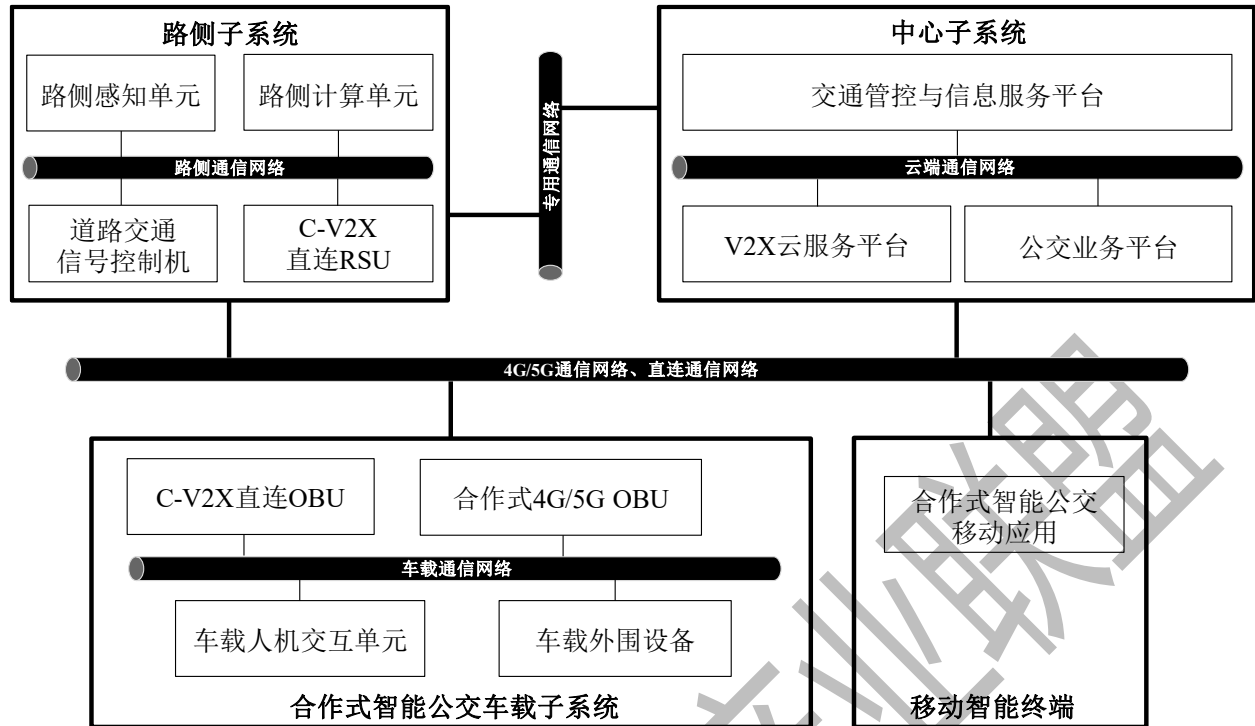 路侧子系统
路侧感知单元
路侧计算单元
路侧通信网络
道路交通
信号控制机
C-V2X
直连RSU
专用通信网络
中心子系统
交通管控与信息服务平台
云端通信网络
V2X云服务平台
公交业务平台
4G/5G通信网络、直连通信网络
C-V2X直连OBU
合作式4G/5G OBU
车载通信网络
车载人机交互单元
车载外围设备
合作式智能公交车载子系统
合作式智能公交
移动应用
移动智能终端
产业联盟